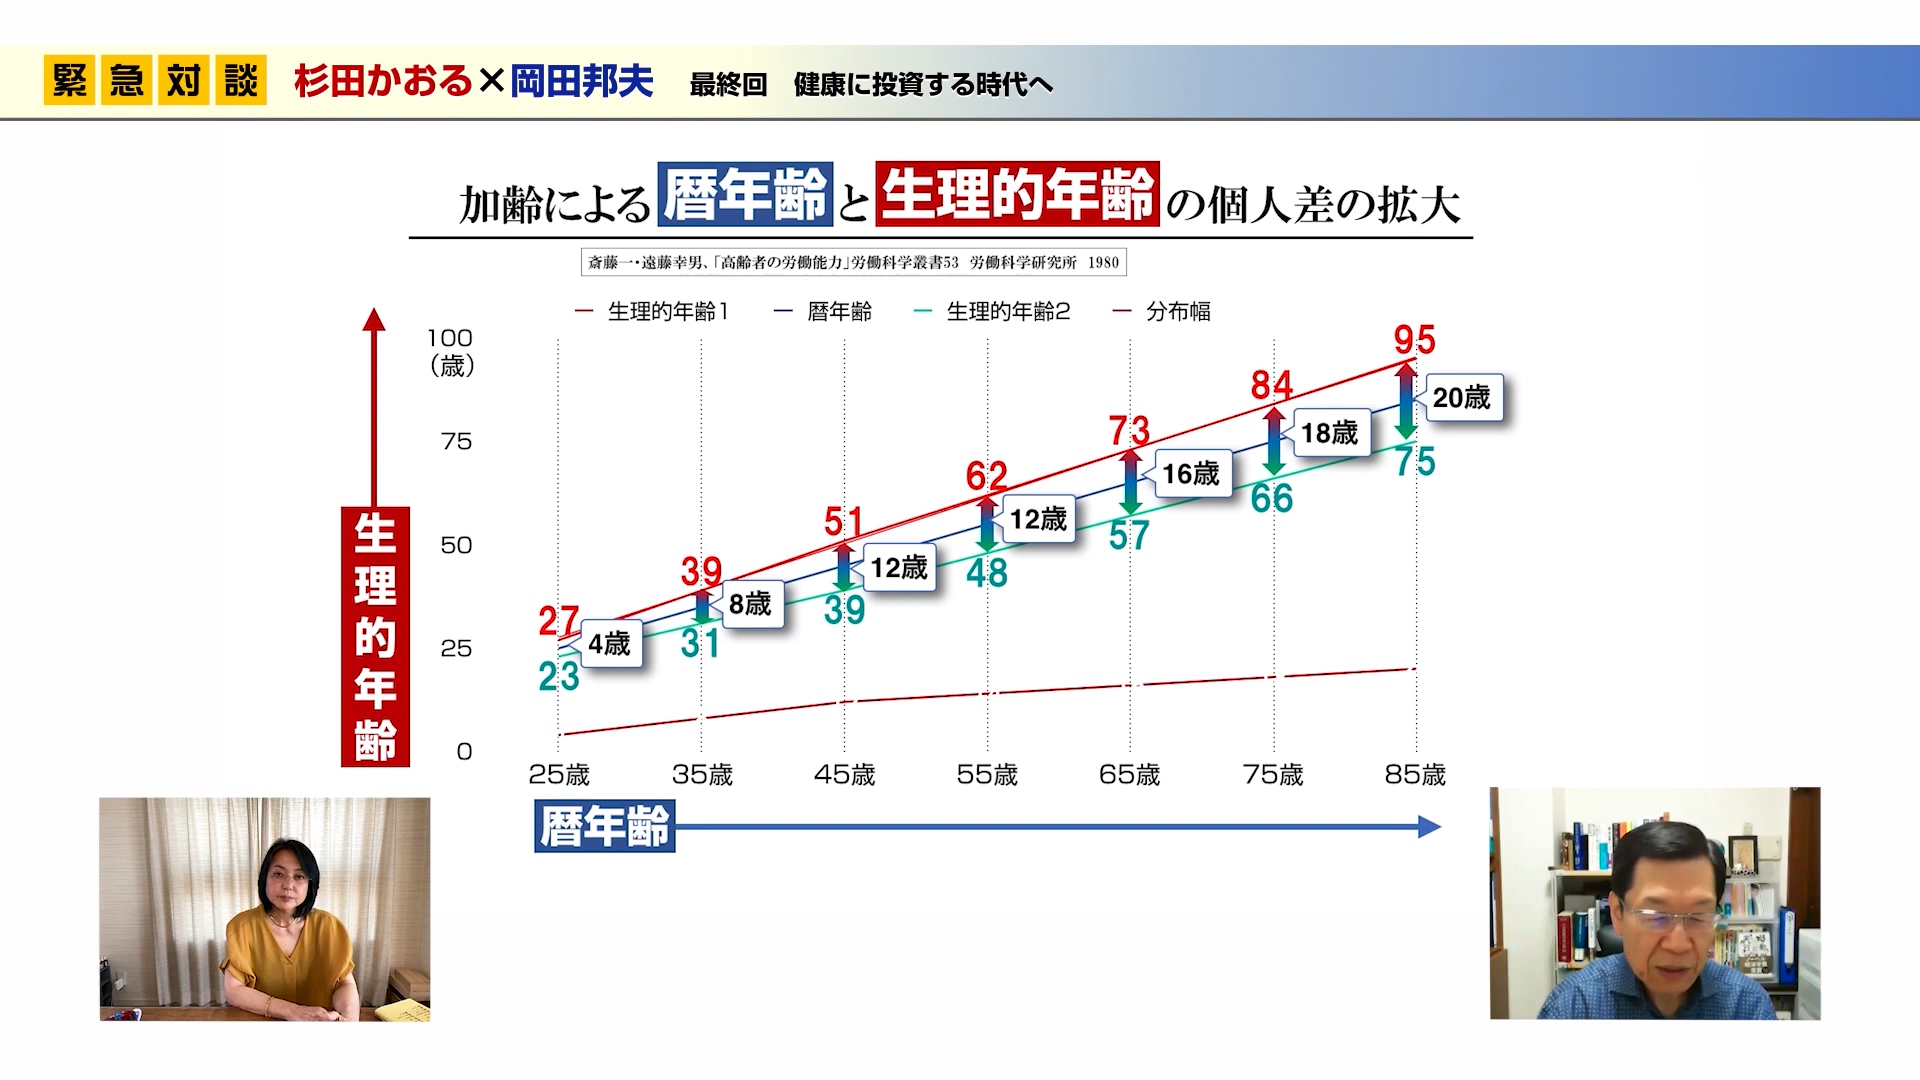 緊急対談 杉田かおる×岡田邦夫 最終回 健康に投資する時代へ
加齢による暦年齢と生理的年齢の個人差の拡大
斎藤一・遠藤幸男、「高齢者の労働能力」労働科学叢書53 労働科学研究所 1980
生理的年齢1 暦年齢 生理的年齢2 分布幅
100
(歳)
75
50
25
0
生理的年齢
27 39 51 62 73 84 95
4歳 8歳 12歳 12歳 16歳 18歳 20歳
23 31 39 48 57 66 75
25歳 35歳 45歳 55歳 65歳 75歳 85歳
暦年齢